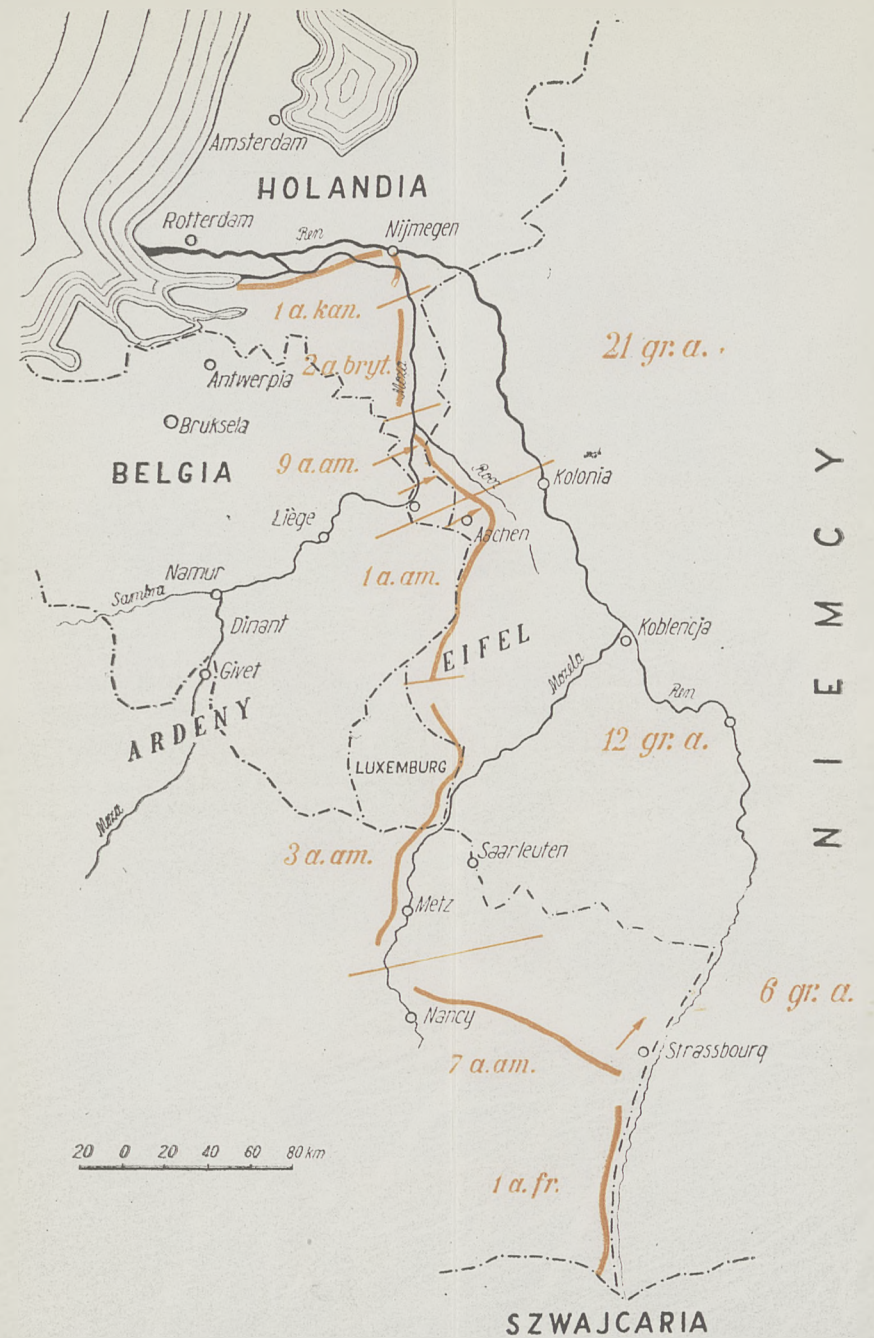 Amsterdam
HOLANDIA
Rotterdam
Ren
Nijmegen
1 a. kan.
21 gr. a.
2 a. bryt.
Moza
Antwerpia
Bruksela
BELGIA
9 a. am.
Roer
Kolonia
Liège
Aachen
NIEMCY
1 a. am.
Namur
Sambra
Dinant
Givet
EIFEL
Koblencja
Mozela
Ren
ARDENY
12 gr. a.
LUXEMBURG
Moza
3 a. am.
Saarleuten
Metz
6 gr. a.
Nancy
Strassbourg
7 a. am.
20 0 20 40 60 80 km
1 a. fr.
SZWAJCARIA